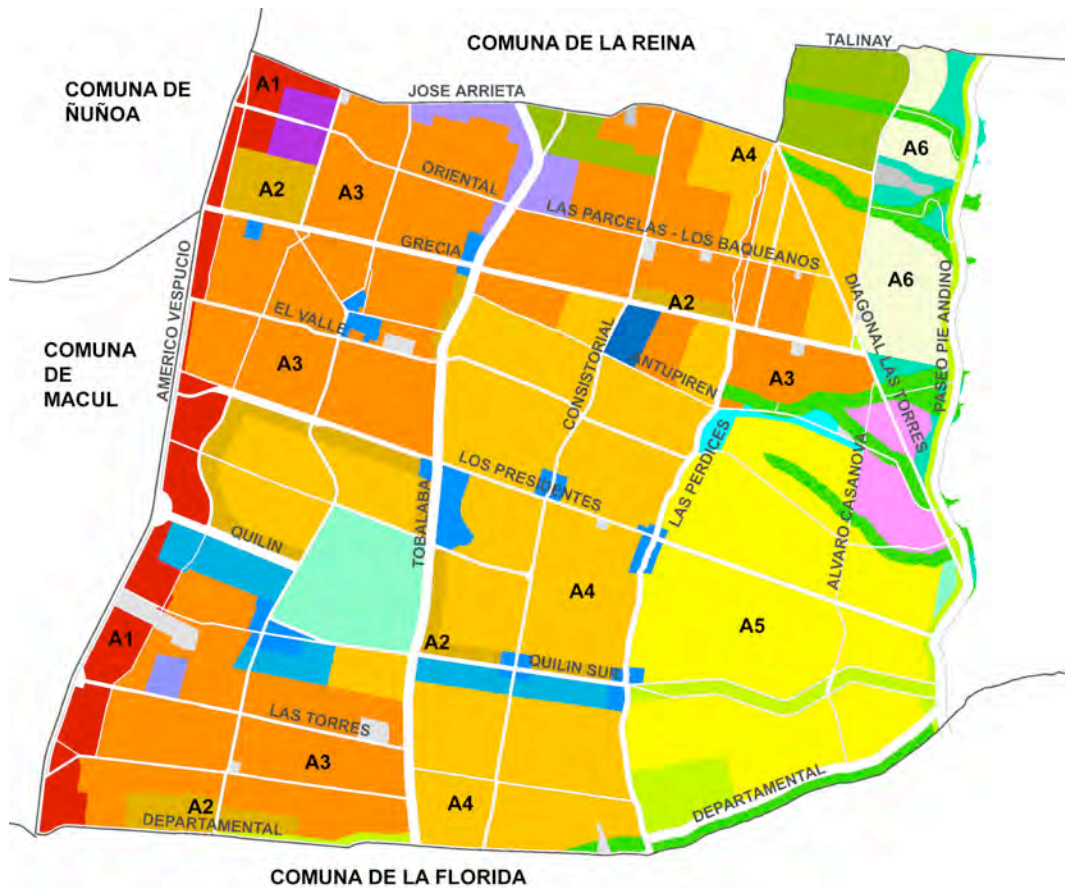 COMUNA DE LA REINA
TALINAY
COMUNA DE
ÑUÑOA
A1
JOSE ARRIETA
A4
A6
A2
A3
ORIENTAL
LAS PARCELAS - LOS BAQUEANOS
GRECIA
A6
A2
DIAGONAL LAS TORRES
PASEO PIE ANDINO
AMERICO VESPUCIO
EL VALLE
CONSISTORIAL
ANTUPIREN
A3
A3
COMUNA
DE
MACUL
LAS PERDICES
LOS PRESIDENTES
ALVARO CASANOVA
TOBALABA
QUILIN
A4
A5
A1
A2
QUILIN SUR
LAS TORRES
A3
A2
A4
DEPARTAMENTAL
DEPARTAMENTAL
COMUNA DE LA FLORIDA